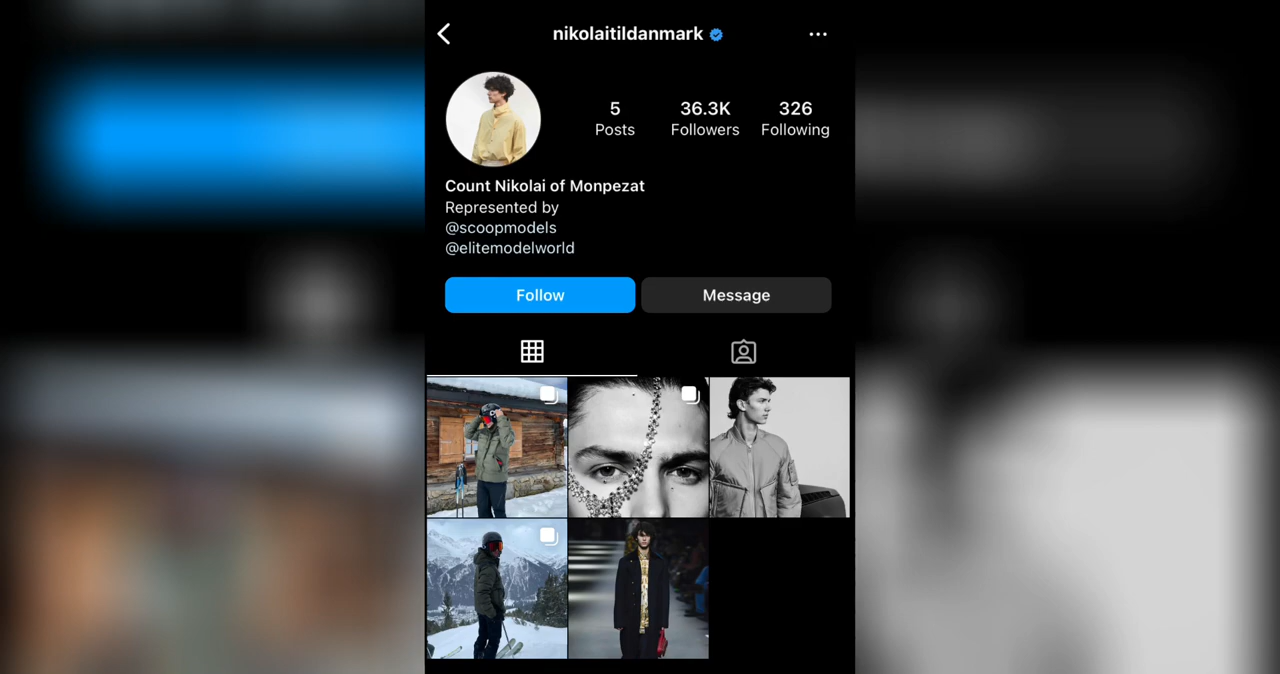 nikolaitildanmark
5 36.3K 326
Posts Followers Following
Count Nikolai of Monpezat
Represented by
@scoopmodels
@elitemodelworld
Follow Message